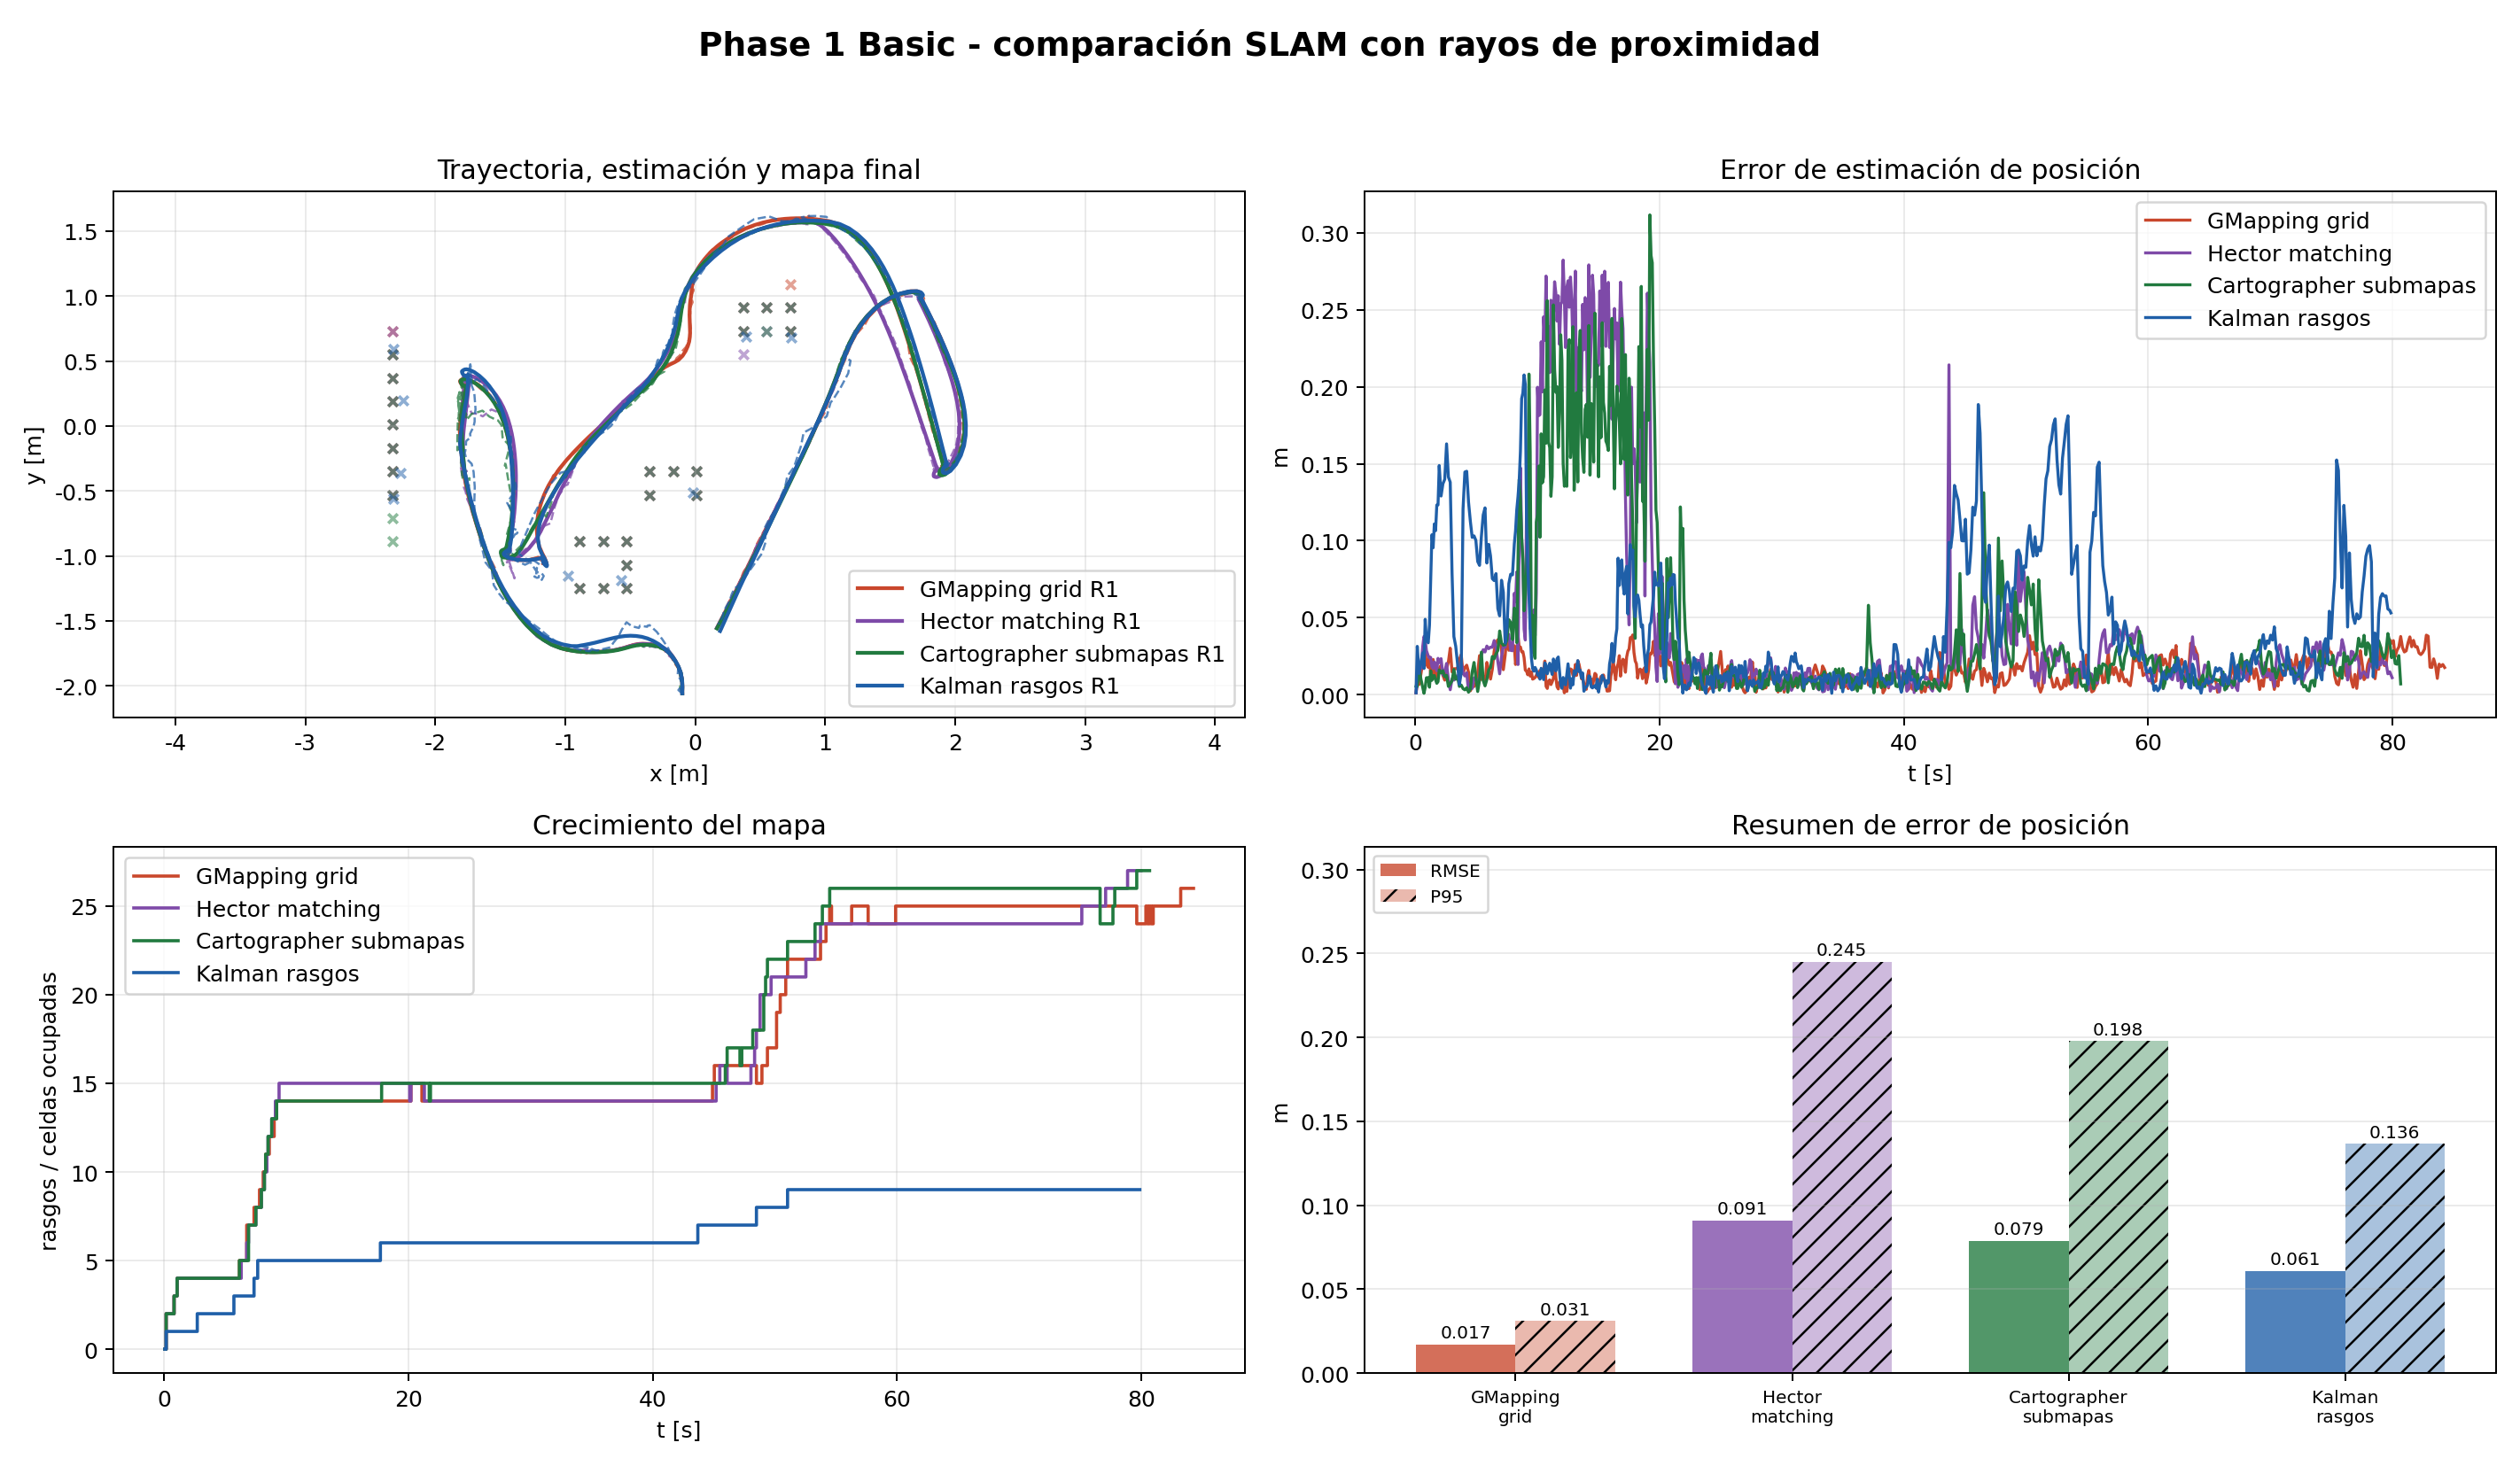 Phase 1 Basic - comparación SLAM con rayos de proximidad
Trayectoria, estimación y mapa final
y [m]
1.5
1.0
0.5
0.0
-0.5
-1.0
-1.5
-2.0
GMapping grid R1
Hector matching R1
Cartographer submapas R1
Kalman rasgos R1
-4 -3 -2 -1 0 1 2 3 4
x [m]
Error de estimación de posición
m
0.30
0.25
0.20
0.15
0.10
0.05
0.00
GMapping grid
Hector matching
Cartographer submapas
Kalman rasgos
0 20 40 60 80
t [s]
Crecimiento del mapa
rasgos / celdas ocupadas
25
20
15
10
5
0
GMapping grid
Hector matching
Cartographer submapas
Kalman rasgos
0 20 40 60 80
t [s]
Resumen de error de posición
m
0.30
0.25
0.20
0.15
0.10
0.05
0.00
RMSE
P95
0.017
0.031
0.091
0.245
0.079
0.198
0.061
0.136
GMapping
grid
Hector
matching
Cartographer
submapas
Kalman
rasgos